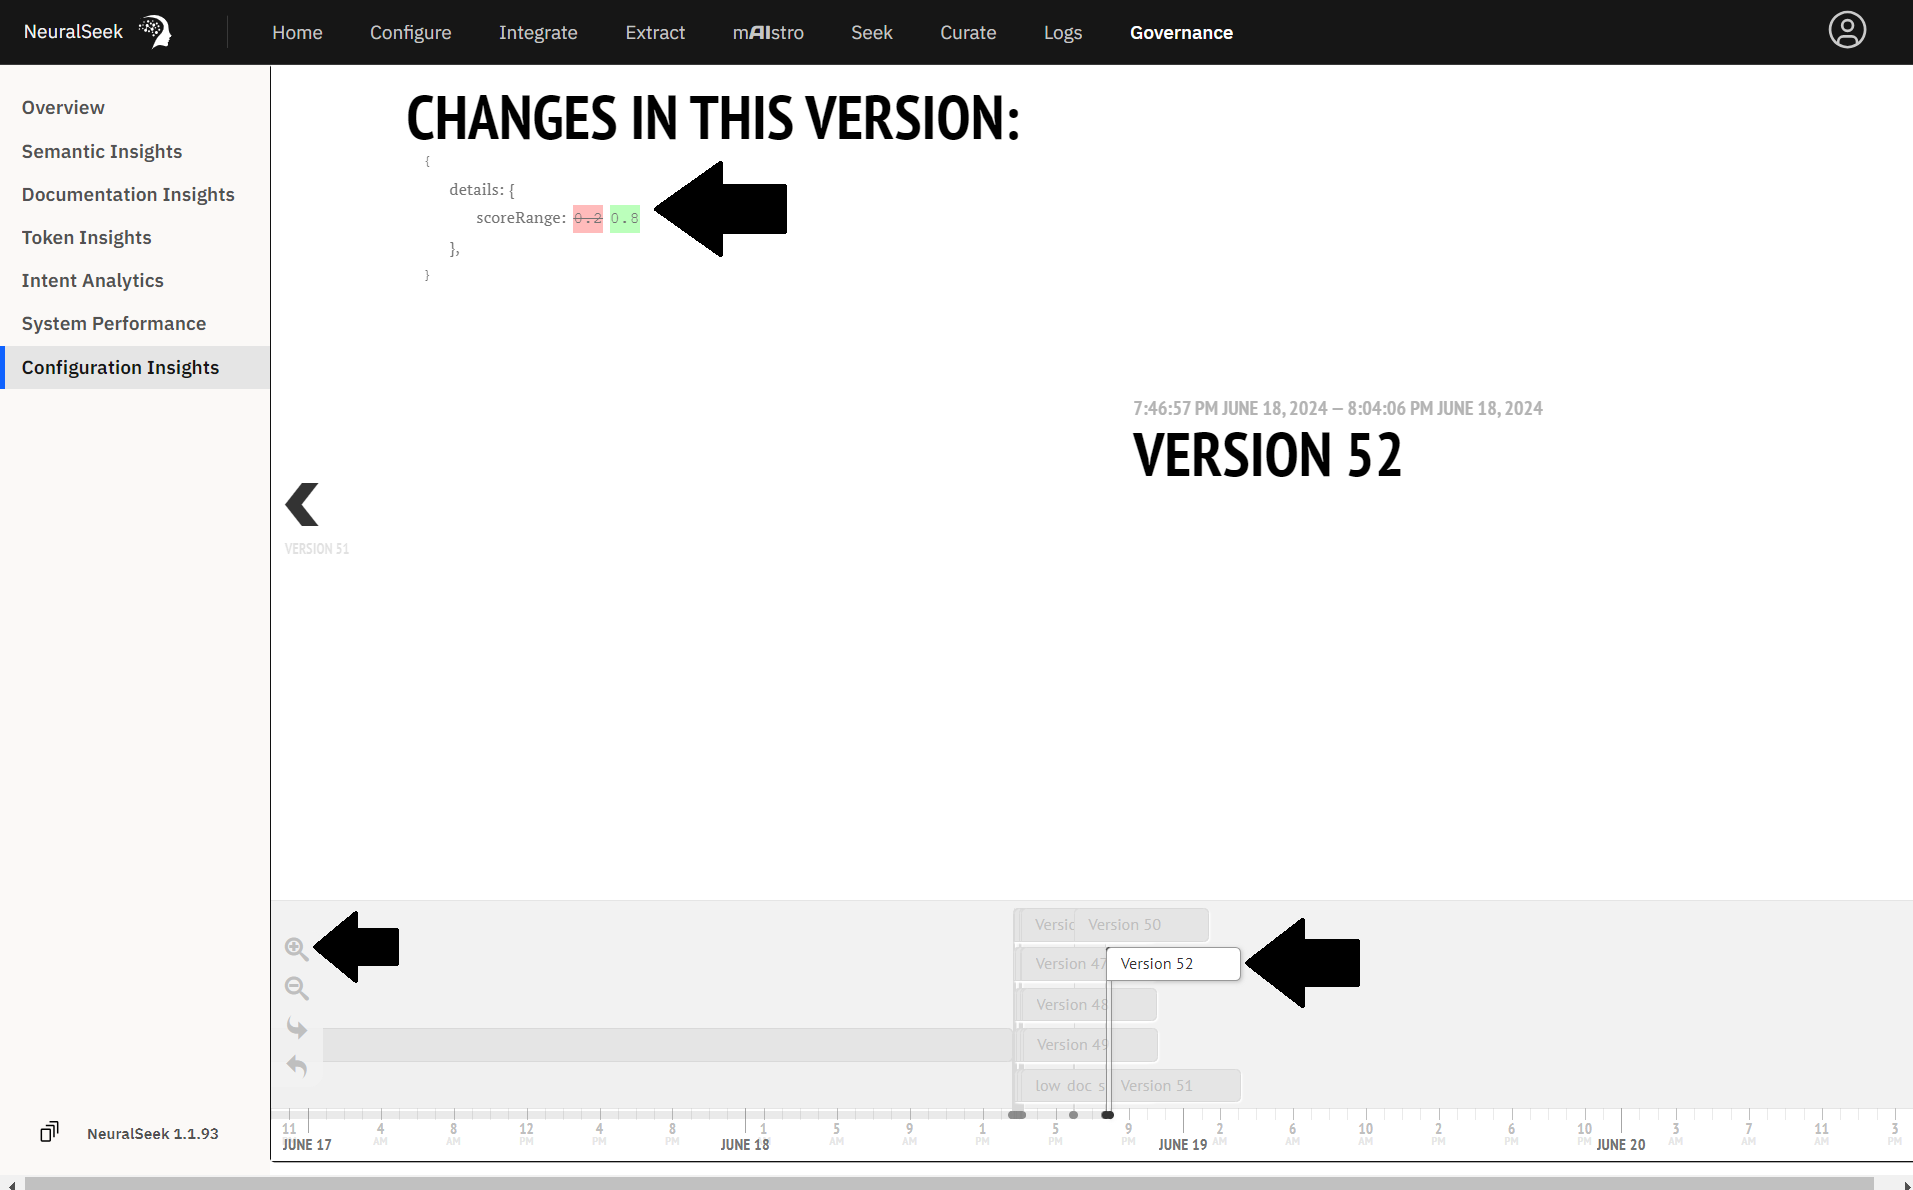 NeuralSeek
Home Configure Integrate Extract mAIstro Seek Curate Logs Governance
Overview
Semantic Insights
Documentation Insights
Token Insights
Intent Analytics
System Performance
Configuration Insights
NeuralSeek 1.1.93
CHANGES IN THIS VERSION:
{
details: {
scoreRange: 0.2 0.8
},
}
7:46:57 PM JUNE 18, 2024 — 8:04:06 PM JUNE 18, 2024
VERSION 52
VERSION 51
Versic Version 50
Version 47 Version 52
Version 48
Version 49
low doc s Version 51
11 4 8 12 4 8 1 5 9 1 5 9 2 6 10 2 6 10 3 7 11 3
AM AM PM PM PM AM AM AM PM PM PM AM AM AM PM PM PM AM AM AM PM
JUNE 17 JUNE 18 JUNE 19 JUNE 20